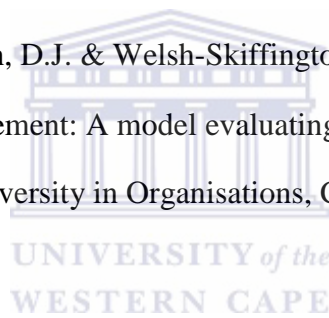 , D.J. & Welsh-Skiffingto
ement: A model evaluating
versity in Organisations,
UNIVERSITY of the
WESTERN CAPE